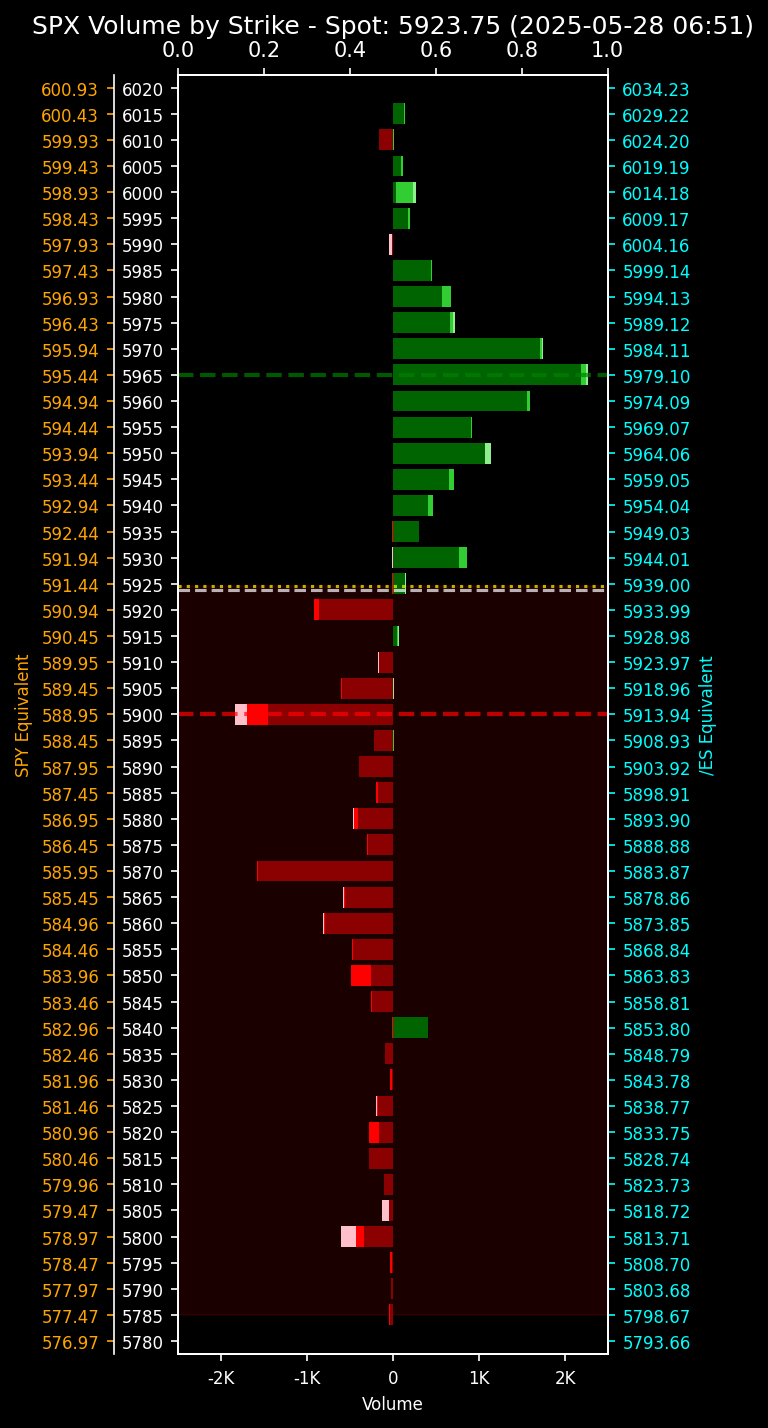 SPX Volume by Strike - Spot: 5923.75 (2025-05-28 06:51)
0.0 0.2 0.4 0.6 0.8 1.0
600.93 6020 6034.23
600.43 6015 6029.22
599.93 6010 6024.20
599.43 6005 6019.19
598.93 6000 6014.18
598.43 5995 6009.17
597.93 5990 6004.16
597.43 5985 5999.14
596.93 5980 5994.13
596.43 5975 5989.12
595.94 5970 5984.11
595.44 5965 5979.10
594.94 5960 5974.09
594.44 5955 5969.07
593.94 5950 5964.06
593.44 5945 5959.05
592.94 5940 5954.04
592.44 5935 5949.03
591.94 5930 5944.01
591.44 5925 5939.00
590.94 5920 5933.99
590.45 5915 5928.98
589.95 5910 5923.97
589.45 5905 5918.96
588.95 5900 5913.94
588.45 5895 5908.93
587.95 5890 5903.92
587.45 5885 5898.91
586.95 5880 5893.90
586.45 5875 5888.88
585.95 5870 5883.87
585.45 5865 5878.86
584.96 5860 5873.85
584.46 5855 5868.84
583.96 5850 5863.83
583.46 5845 5858.81
582.96 5840 5853.80
582.46 5835 5848.79
581.96 5830 5843.78
581.46 5825 5838.77
580.96 5820 5833.75
580.46 5815 5828.74
579.96 5810 5823.73
579.47 5805 5818.72
578.97 5800 5813.71
578.47 5795 5808.70
577.97 5790 5803.68
577.47 5785 5798.67
576.97 5780 5793.66
SPY Equivalent
/ES Equivalent
-2K -1K 0 1K 2K
Volume